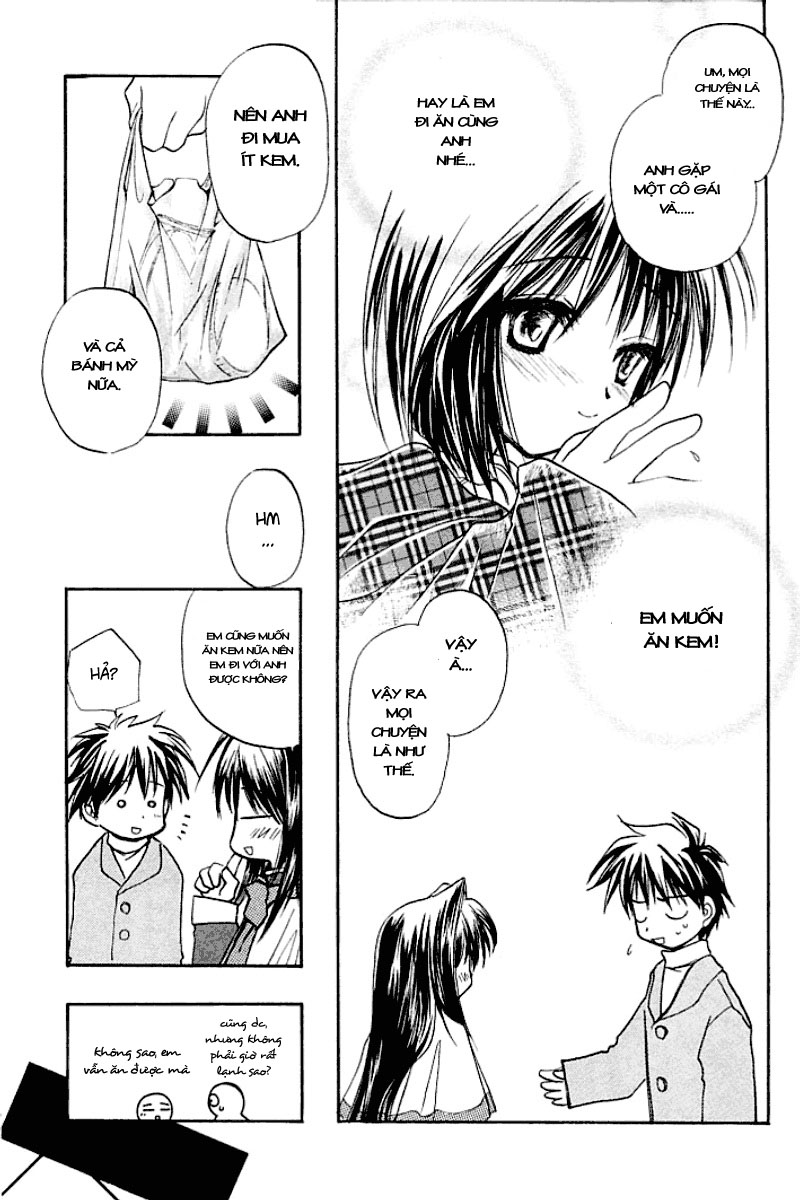 UM, MỌI
CHUYỆN LÀ
THẾ NÀY...
ANH GẶP
MỘT CÔ GÁI
VÀ.....
HAY LÀ EM
ĐI ĂN CÙNG
ANH
NHÉ...
EM MUỐN
ĂN KEM!
VẬY
À...
VẬY RA
MỌI
CHUYỆN
LÀ NHƯ
THẾ.
NÊN ANH
ĐI MUA
ÍT KEM.
VÀ CẢ
BÁNH MỲ
NỮA.
HM
...
EM CŨNG MUỐN
ĂN KEM NỮA NÊN
EM ĐI VỚI ANH
ĐƯỢC KHÔNG?
HẢ?
cũng dc,
nhưng không
phải giờ rất
lạnh sao?
không sao, em
vẫn ăn được mà